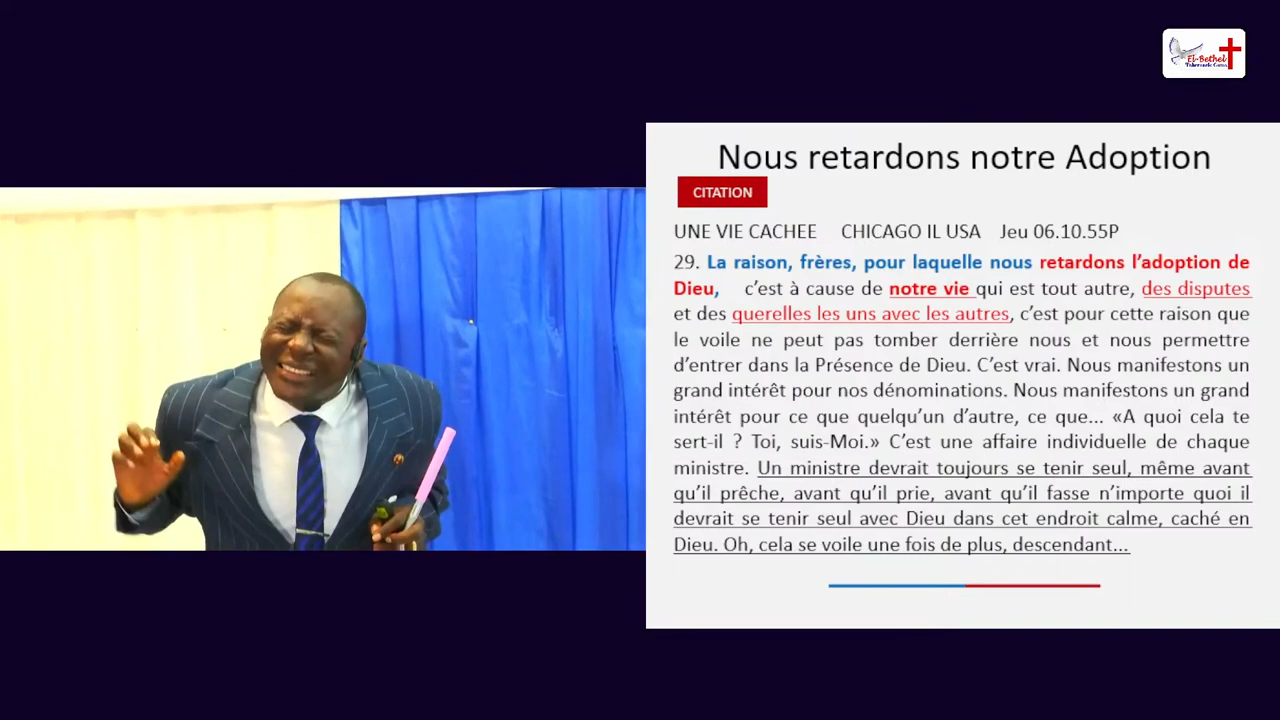 El-Bethel
Tabernacle Goma
Nous retardons notre Adoption
CITATION
UNE VIE CACHEE CHICAGO IL USA Jeu 06.10.55P
29. La raison, frères, pour laquelle nous retardons l’adoption de
Dieu, c’est à cause de notre vie qui est tout autre, des disputes
et des querelles les uns avec les autres, c’est pour cette raison que
le voile ne peut pas tomber derrière nous et nous permettre
d’entrer dans la Présence de Dieu. C’est vrai. Nous manifestons un
grand intérêt pour nos dénominations. Nous manifestons un grand
intérêt pour ce que quelqu’un d’autre, ce que... «A quoi cela te
sert-il ? Toi, suis-Moi.» C’est une affaire individuelle de chaque
ministre. Un ministre devrait toujours se tenir seul, même avant
qu’il prêche, avant qu’il prie, avant qu’il fasse n’importe quoi il
devrait se tenir seul avec Dieu dans cet endroit calme, caché en
Dieu. Oh, cela se voile une fois de plus, descendant...